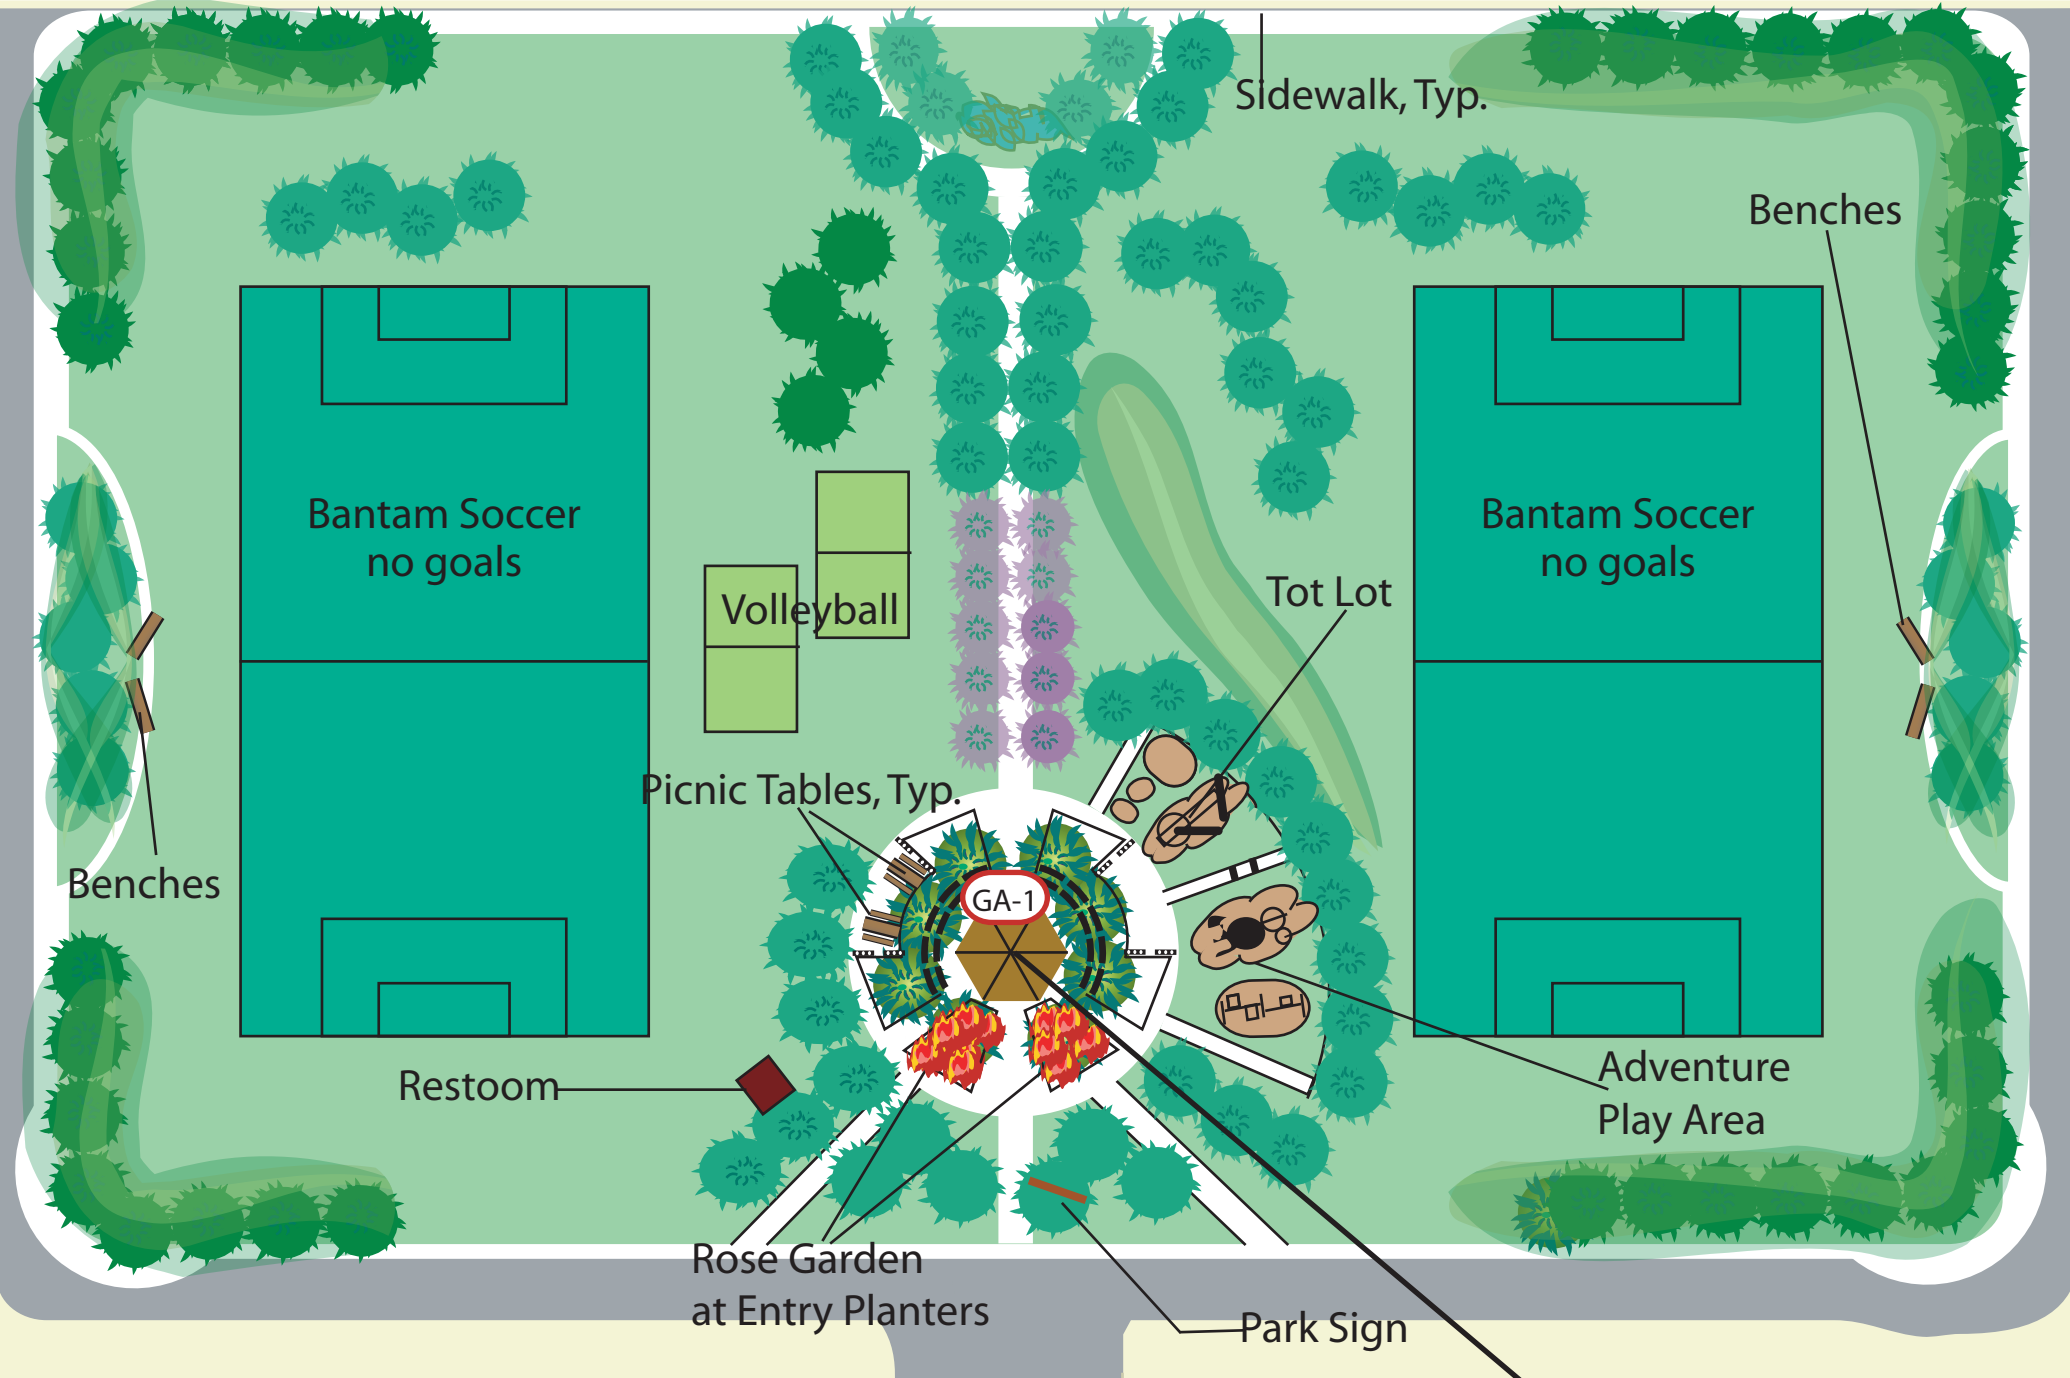 Sidewalk, Typ.
Benches
Bantam Soccer
no goals
Bantam Soccer
no goals
Volleyball
Tot Lot
Picnic Tables, Typ.
Benches
GA-1
Restoom
Adventure
Play Area
Rose Garden
at Entry Planters
Park Sign